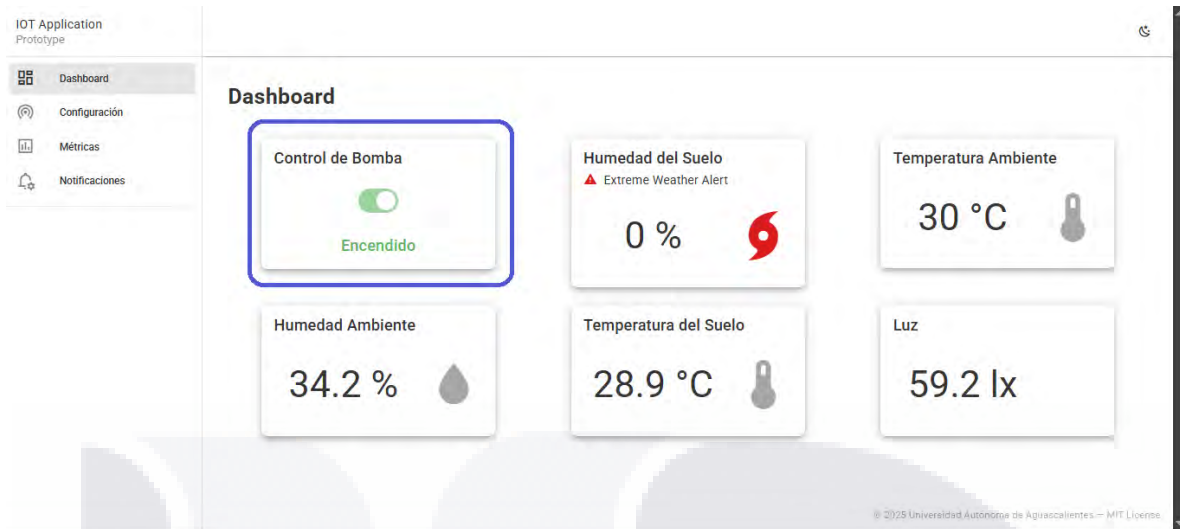 IOT Application
Prototype
Dashboard
Configuración
Métricas
Notificaciones
Dashboard
Control de Bomba
Encendido
Humedad del Suelo
Extreme Weather Alert
0 %
Temperatura Ambiente
30 °C
Humedad Ambiente
34.2 %
Temperatura del Suelo
28.9 °C
Luz
59.2 lx
© 2025 Universidad Autónoma de Aguascalientes — MIT License